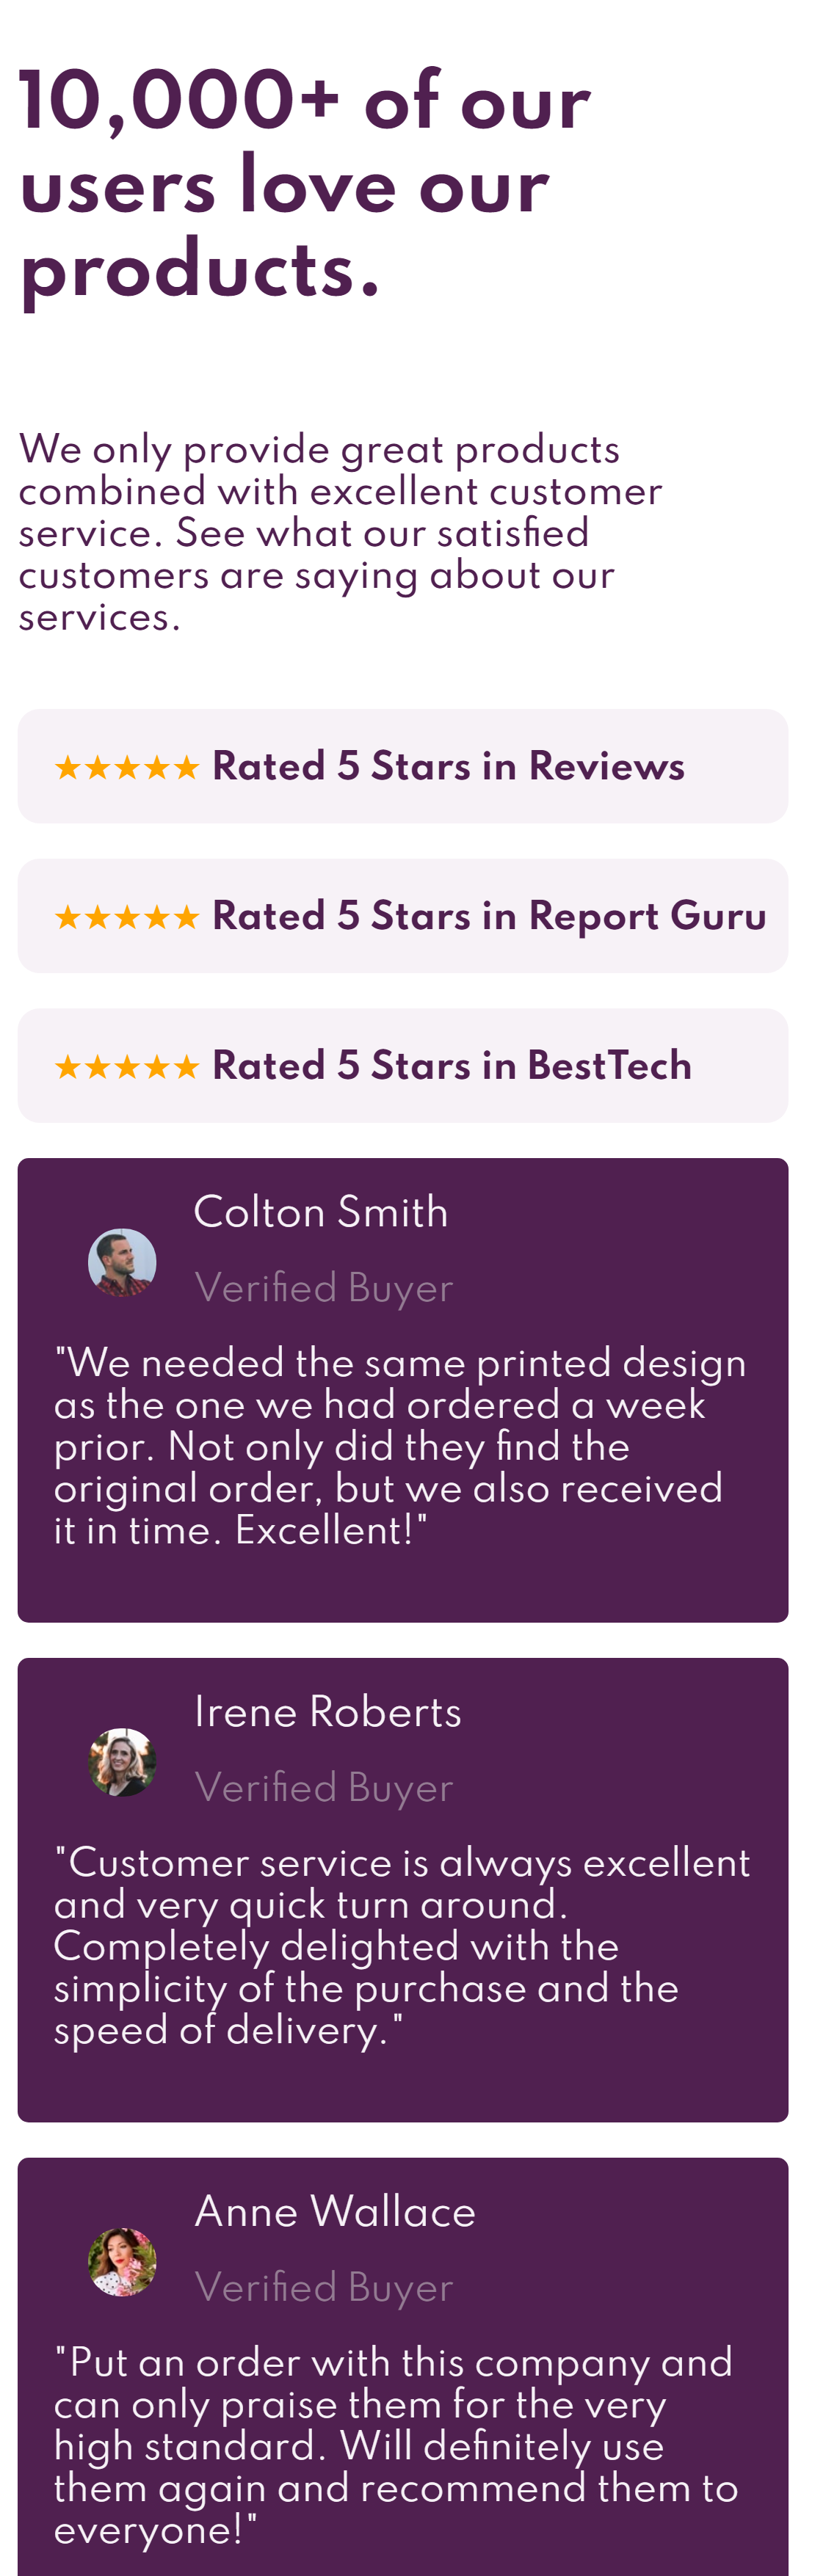 10,000+ of our
users love our
products.
We only provide great products
combined with excellent customer
service. See what our satisfied
customers are saying about our
services.
★★★★★ Rated 5 Stars in Reviews
★★★★★ Rated 5 Stars in Report Guru
★★★★★ Rated 5 Stars in BestTech
Colton Smith
Verified Buyer
"We needed the same printed design
as the one we had ordered a week
prior. Not only did they find the
original order, but we also received
it in time. Excellent!"
Irene Roberts
Verified Buyer
"Customer service is always excellent
and very quick turn around.
Completely delighted with the
simplicity of the purchase and the
speed of delivery."
Anne Wallace
Verified Buyer
"Put an order with this company and
can only praise them for the very
high standard. Will definitely use
them again and recommend them to
everyone!"